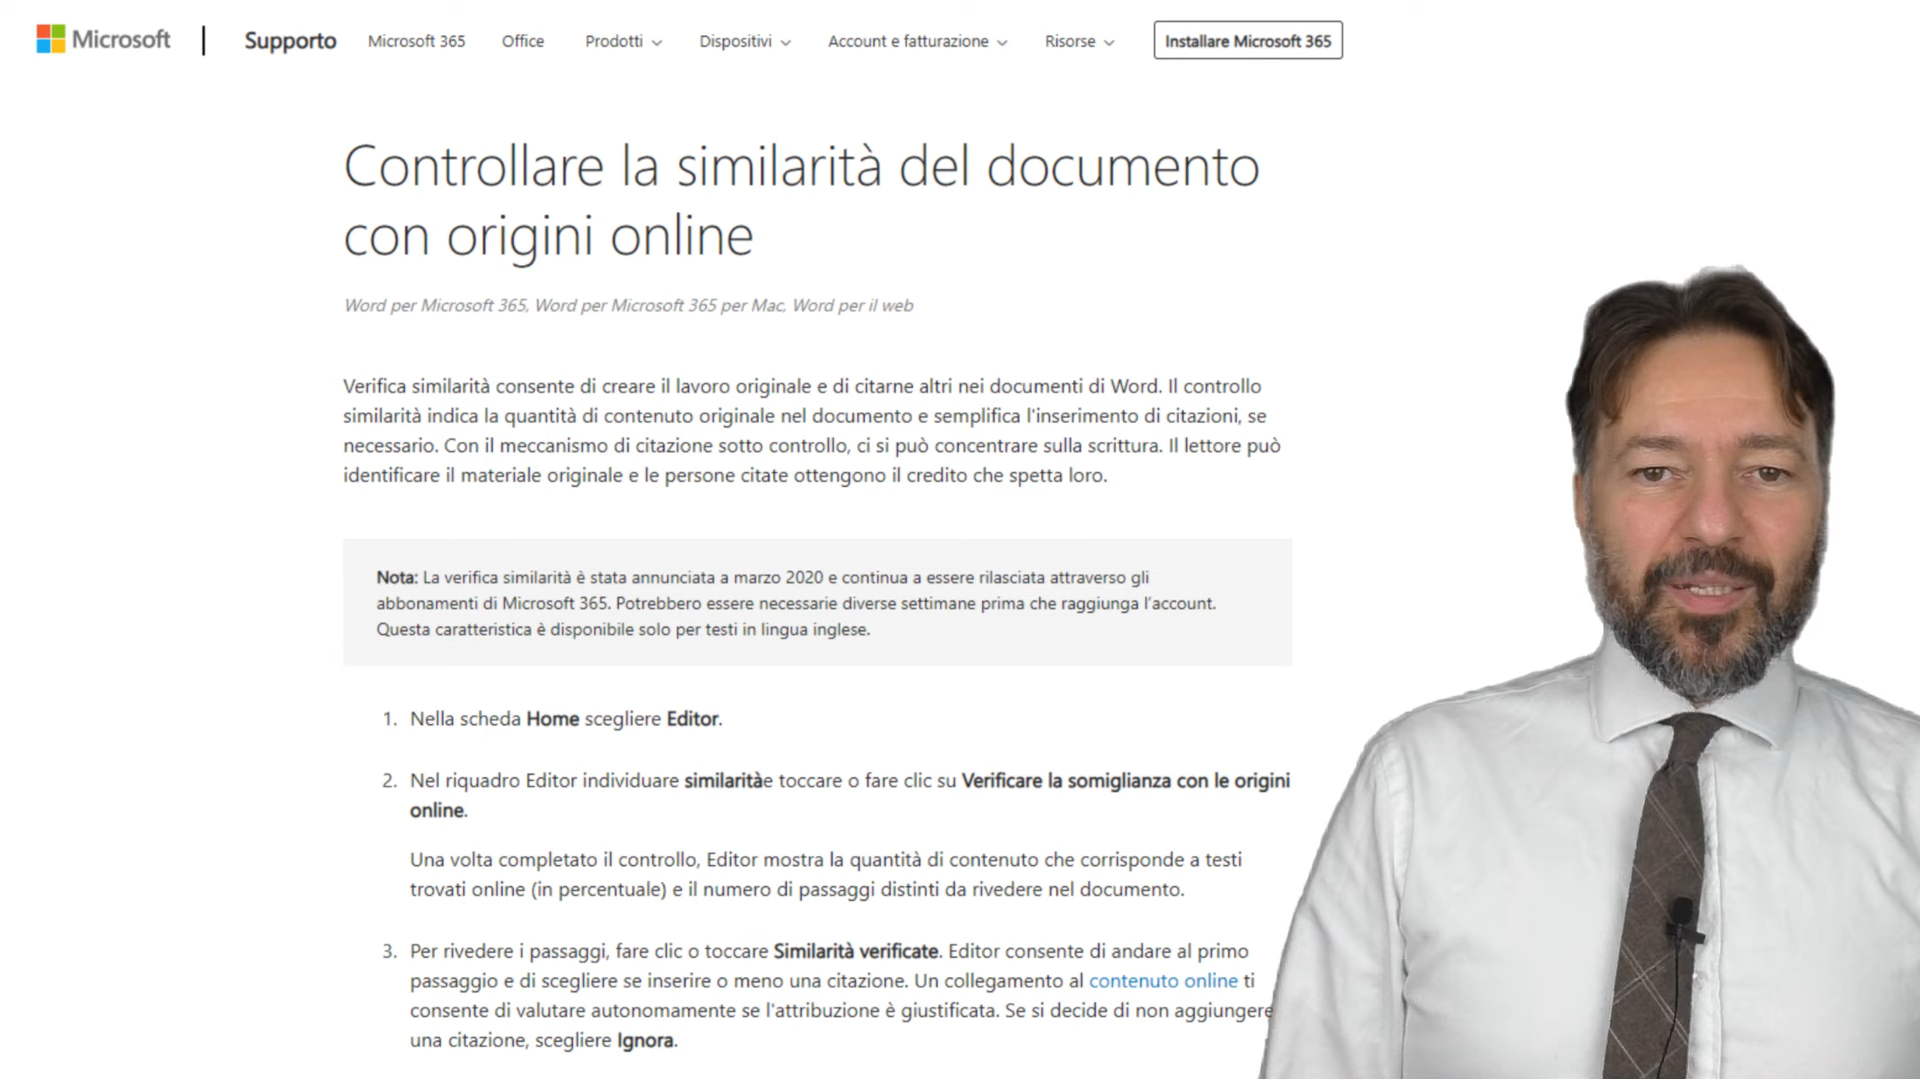 Microsoft | Supporto Microsoft 365 Office Prodotti Dispositivi Account e fatturazione Risorse Installare Microsoft 365
Controllare la similarità del documento
con origini online
Word per Microsoft 365, Word per Microsoft 365 per Mac, Word per il web
Verifica similarità consente di creare il lavoro originale e di citarne altri nei documenti di Word. Il controllo
similarità indica la quantità di contenuto originale nel documento e semplifica l'inserimento di citazioni, se
necessario. Con il meccanismo di citazione sotto controllo, ci si può concentrare sulla scrittura. Il lettore può
identificare il materiale originale e le persone citate ottengono il credito che spetta loro.
Nota: La verifica similarità è stata annunciata a marzo 2020 e continua a essere rilasciata attraverso gli
abbonamenti di Microsoft 365. Potrebbero essere necessarie diverse settimane prima che raggiunga l'account.
Questa caratteristica è disponibile solo per testi in lingua inglese.
1. Nella scheda Home scegliere Editor.
2. Nel riquadro Editor individuare similaritàe toccare o fare clic su Verificare la somiglianza con le origini
online.
Una volta completato il controllo, Editor mostra la quantità di contenuto che corrisponde a testi
trovati online (in percentuale) e il numero di passaggi distinti da rivedere nel documento.
3. Per rivedere i passaggi, fare clic o toccare Similarità verificate. Editor consente di andare al primo
passaggio e di scegliere se inserire o meno una citazione. Un collegamento al contenuto online ti
consente di valutare autonomamente se l'attribuzione è giustificata. Se si decide di non aggiungere
una citazione, scegliere Ignora.